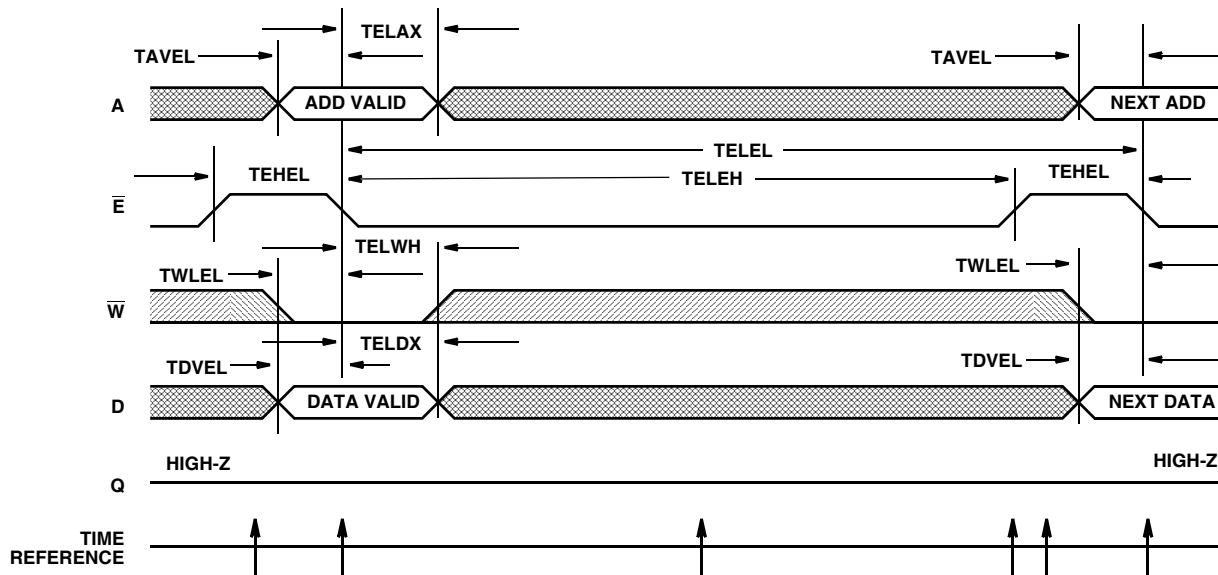 TELAX
TAVEL TAVEL
A ADD VALID NEXT ADD
TELEL
TEHEL TELEH TEHEL
E
TELWH
TWLEL TWLEL
W
TELDX
TDVEL TDVEL
D DATA VALID NEXT DATA
HIGH-Z HIGH-Z
Q
TIME
REFERENCE